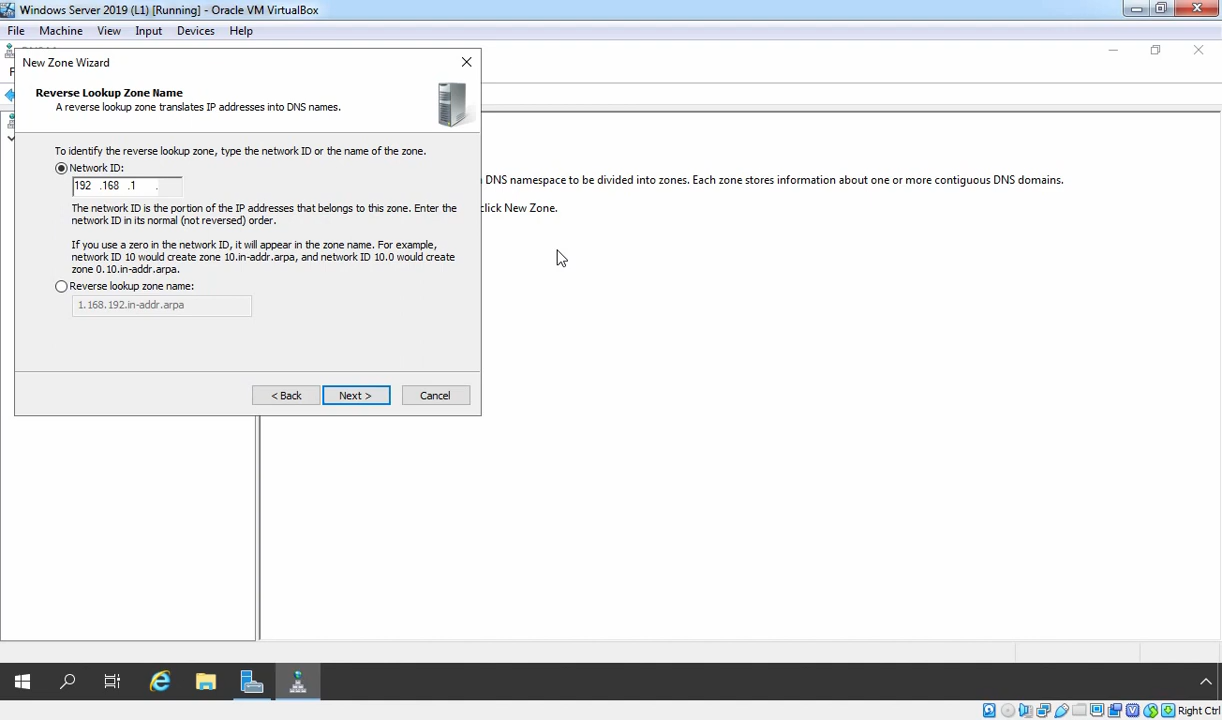 Windows Server 2019 (L1) [Running] - Oracle VM VirtualBox
File Machine View Input Devices Help
New Zone Wizard
Reverse Lookup Zone Name
A reverse lookup zone translates IP addresses into DNS names.
To identify the reverse lookup zone, type the network ID or the name of the zone.
Network ID:
192 .168 .1 .
The network ID is the portion of the IP addresses that belongs to this zone. Enter the
network ID in its normal (not reversed) order.
If you use a zero in the network ID, it will appear in the zone name. For example,
network ID 10 would create zone 10.in-addr.arpa, and network ID 10.0 would create
zone 0.10.in-addr.arpa.
Reverse lookup zone name:
1.168.192.in-addr.arpa
< Back Next > Cancel
DNS namespace to be divided into zones. Each zone stores information about one or more contiguous DNS domains.
click New Zone.
Right Ctrl